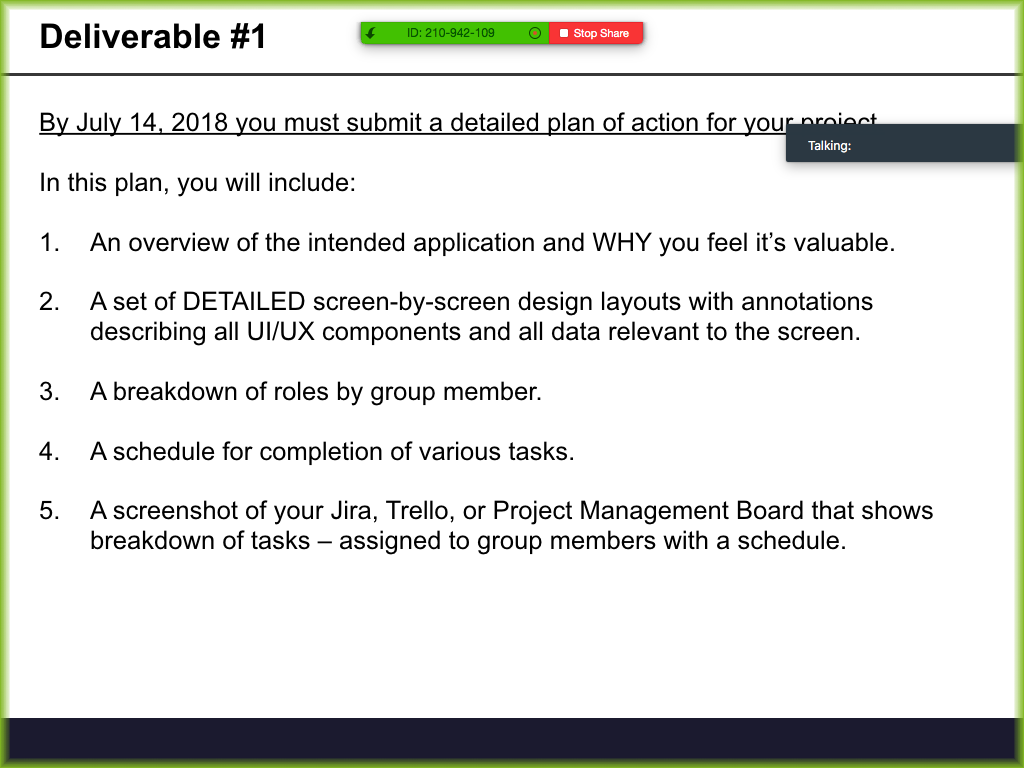 Deliverable #1
ID: 210-942-109
Stop Share
By July 14, 2018 you must submit a detailed plan of action for your project
Talking:
In this plan, you will include:
1. An overview of the intended application and WHY you feel it’s valuable.
2. A set of DETAILED screen-by-screen design layouts with annotations
describing all UI/UX components and all data relevant to the screen.
3. A breakdown of roles by group member.
4. A schedule for completion of various tasks.
5. A screenshot of your Jira, Trello, or Project Management Board that shows
breakdown of tasks – assigned to group members with a schedule.